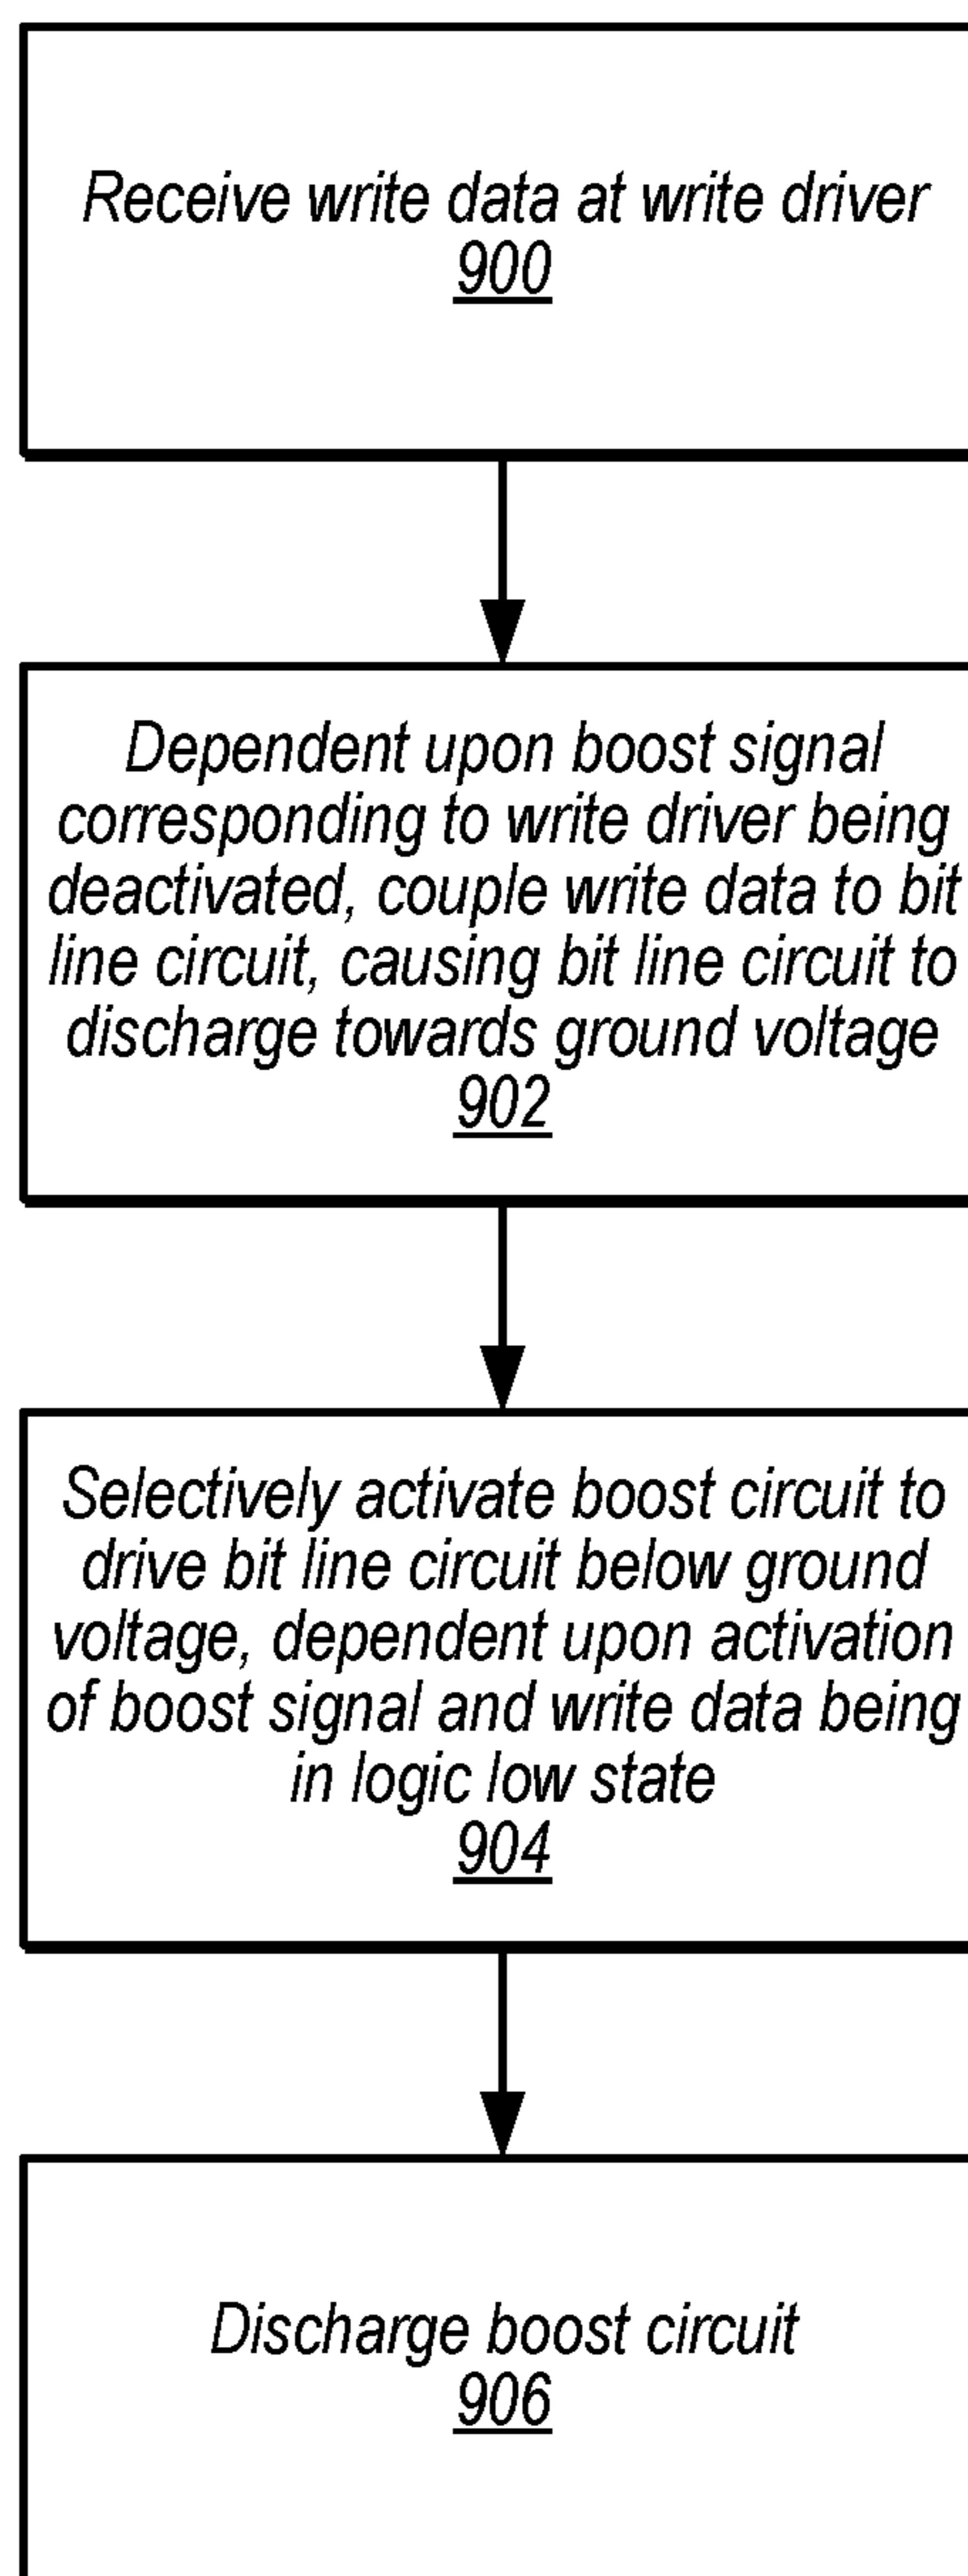 Receive write data at write driver
900
Dependent upon boost signal
corresponding to write driver being
deactivated, couple write data to bit
line circuit, causing bit line circuit to
discharge towards ground voltage
902
Selectively activate boost circuit to
drive bit line circuit below ground
voltage, dependent upon activation
of boost signal and write data being
in logic low state
904
Discharge boost circuit
906